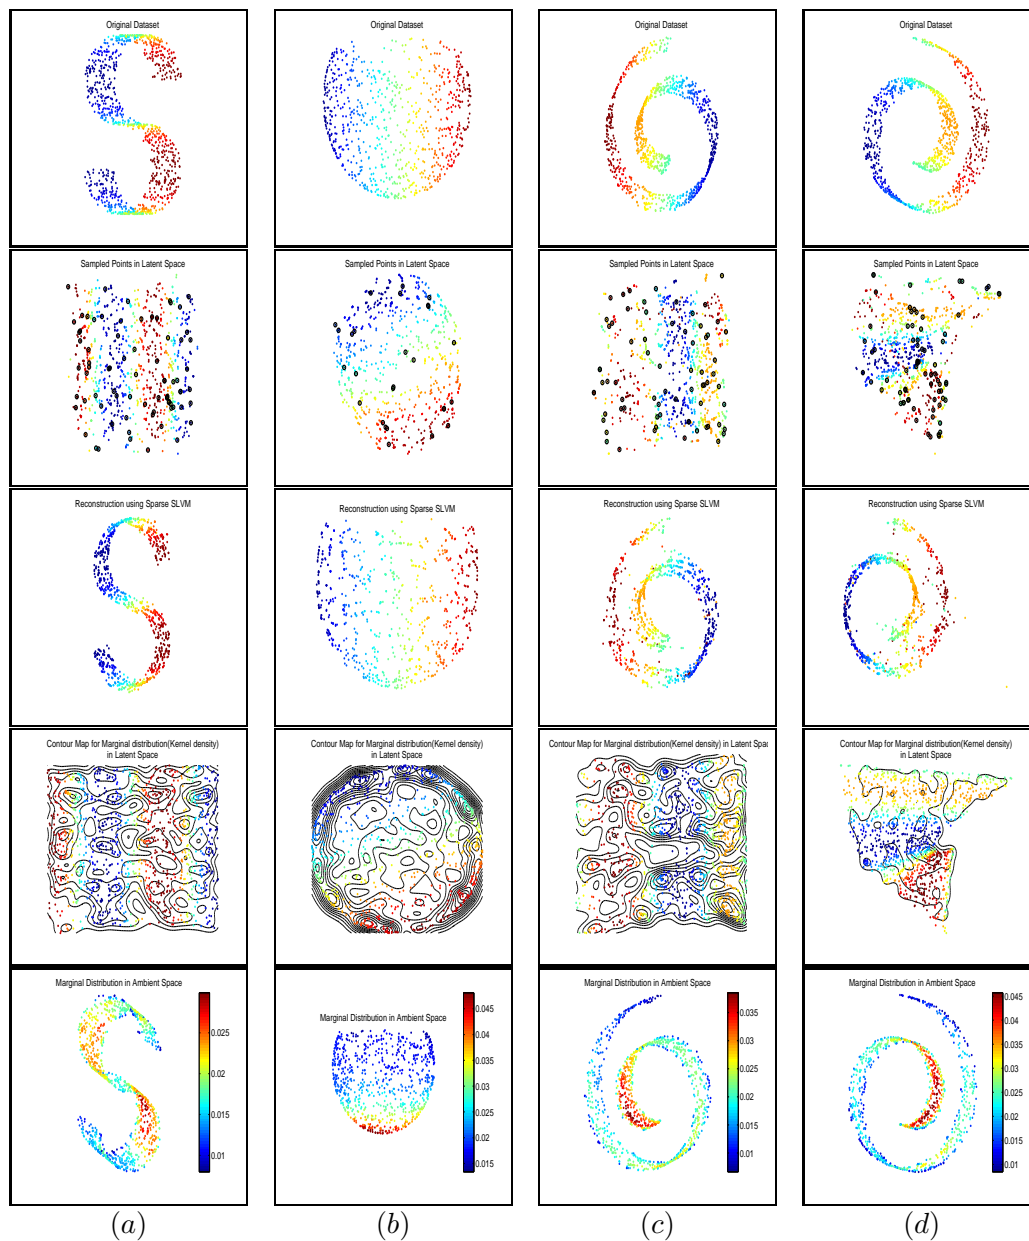 Original Dataset
Original Dataset
Original Dataset
Original Dataset
Sampled Points in Latent Space
Sampled Points in Latent Space
Sampled Points in Latent Space
Sampled Points in Latent Space
Reconstruction using Sparse SLVM
Reconstruction using Sparse SLVM
Reconstruction using Sparse SLVM
Reconstruction using Sparse SLVM
Contour Map for Marginal distribution(Kernel density)
in Latent Space
Contour Map for Marginal distribution(Kernel density)
in Latent Space
Contour Map for Marginal distribution(Kernel density) in Latent Spac
Contour Map for Marginal distribution(Kernel density)
in Latent Space
Marginal Distribution in Ambient Space
0.025
0.02
0.015
0.01
Marginal Distribution in Ambient Space
0.045
0.04
0.035
0.03
0.025
0.02
0.015
Marginal Distribution in Ambient Space
0.035
0.03
0.025
0.02
0.015
0.01
Marginal Distribution in Ambient Space
0.045
0.04
0.035
0.03
0.025
0.02
0.015
0.01
(a)
(b)
(c)
(d)